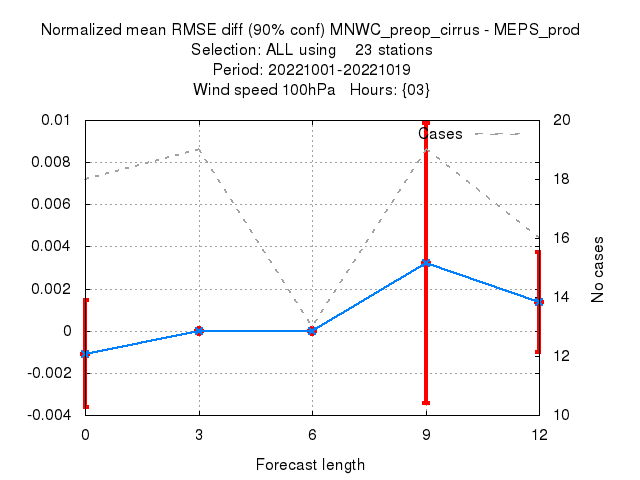 Normalized mean RMSE diff (90% conf) MNWC_preop_cirrus - MEPS_prod
Selection: ALL using    23 stations
Period: 20221001-20221019
Wind speed 100hPa   Hours: {03}
0.01
0.008
0.006
0.004
0.002
0
-0.002
-0.004
Cases
20
18
16
14
12
10
No cases
0
3
6
9
12
Forecast length